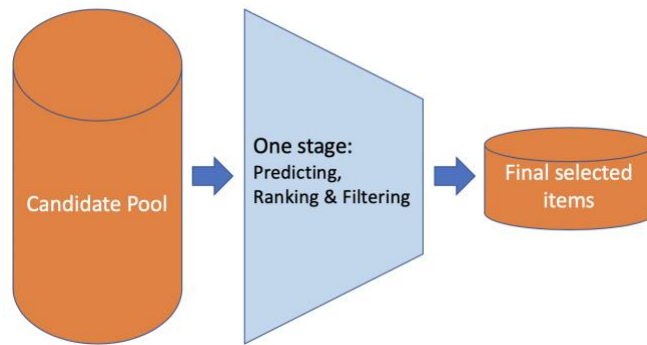 Candidate Pool
One stage:
Predicting,
Ranking & Filtering
Final selected
items